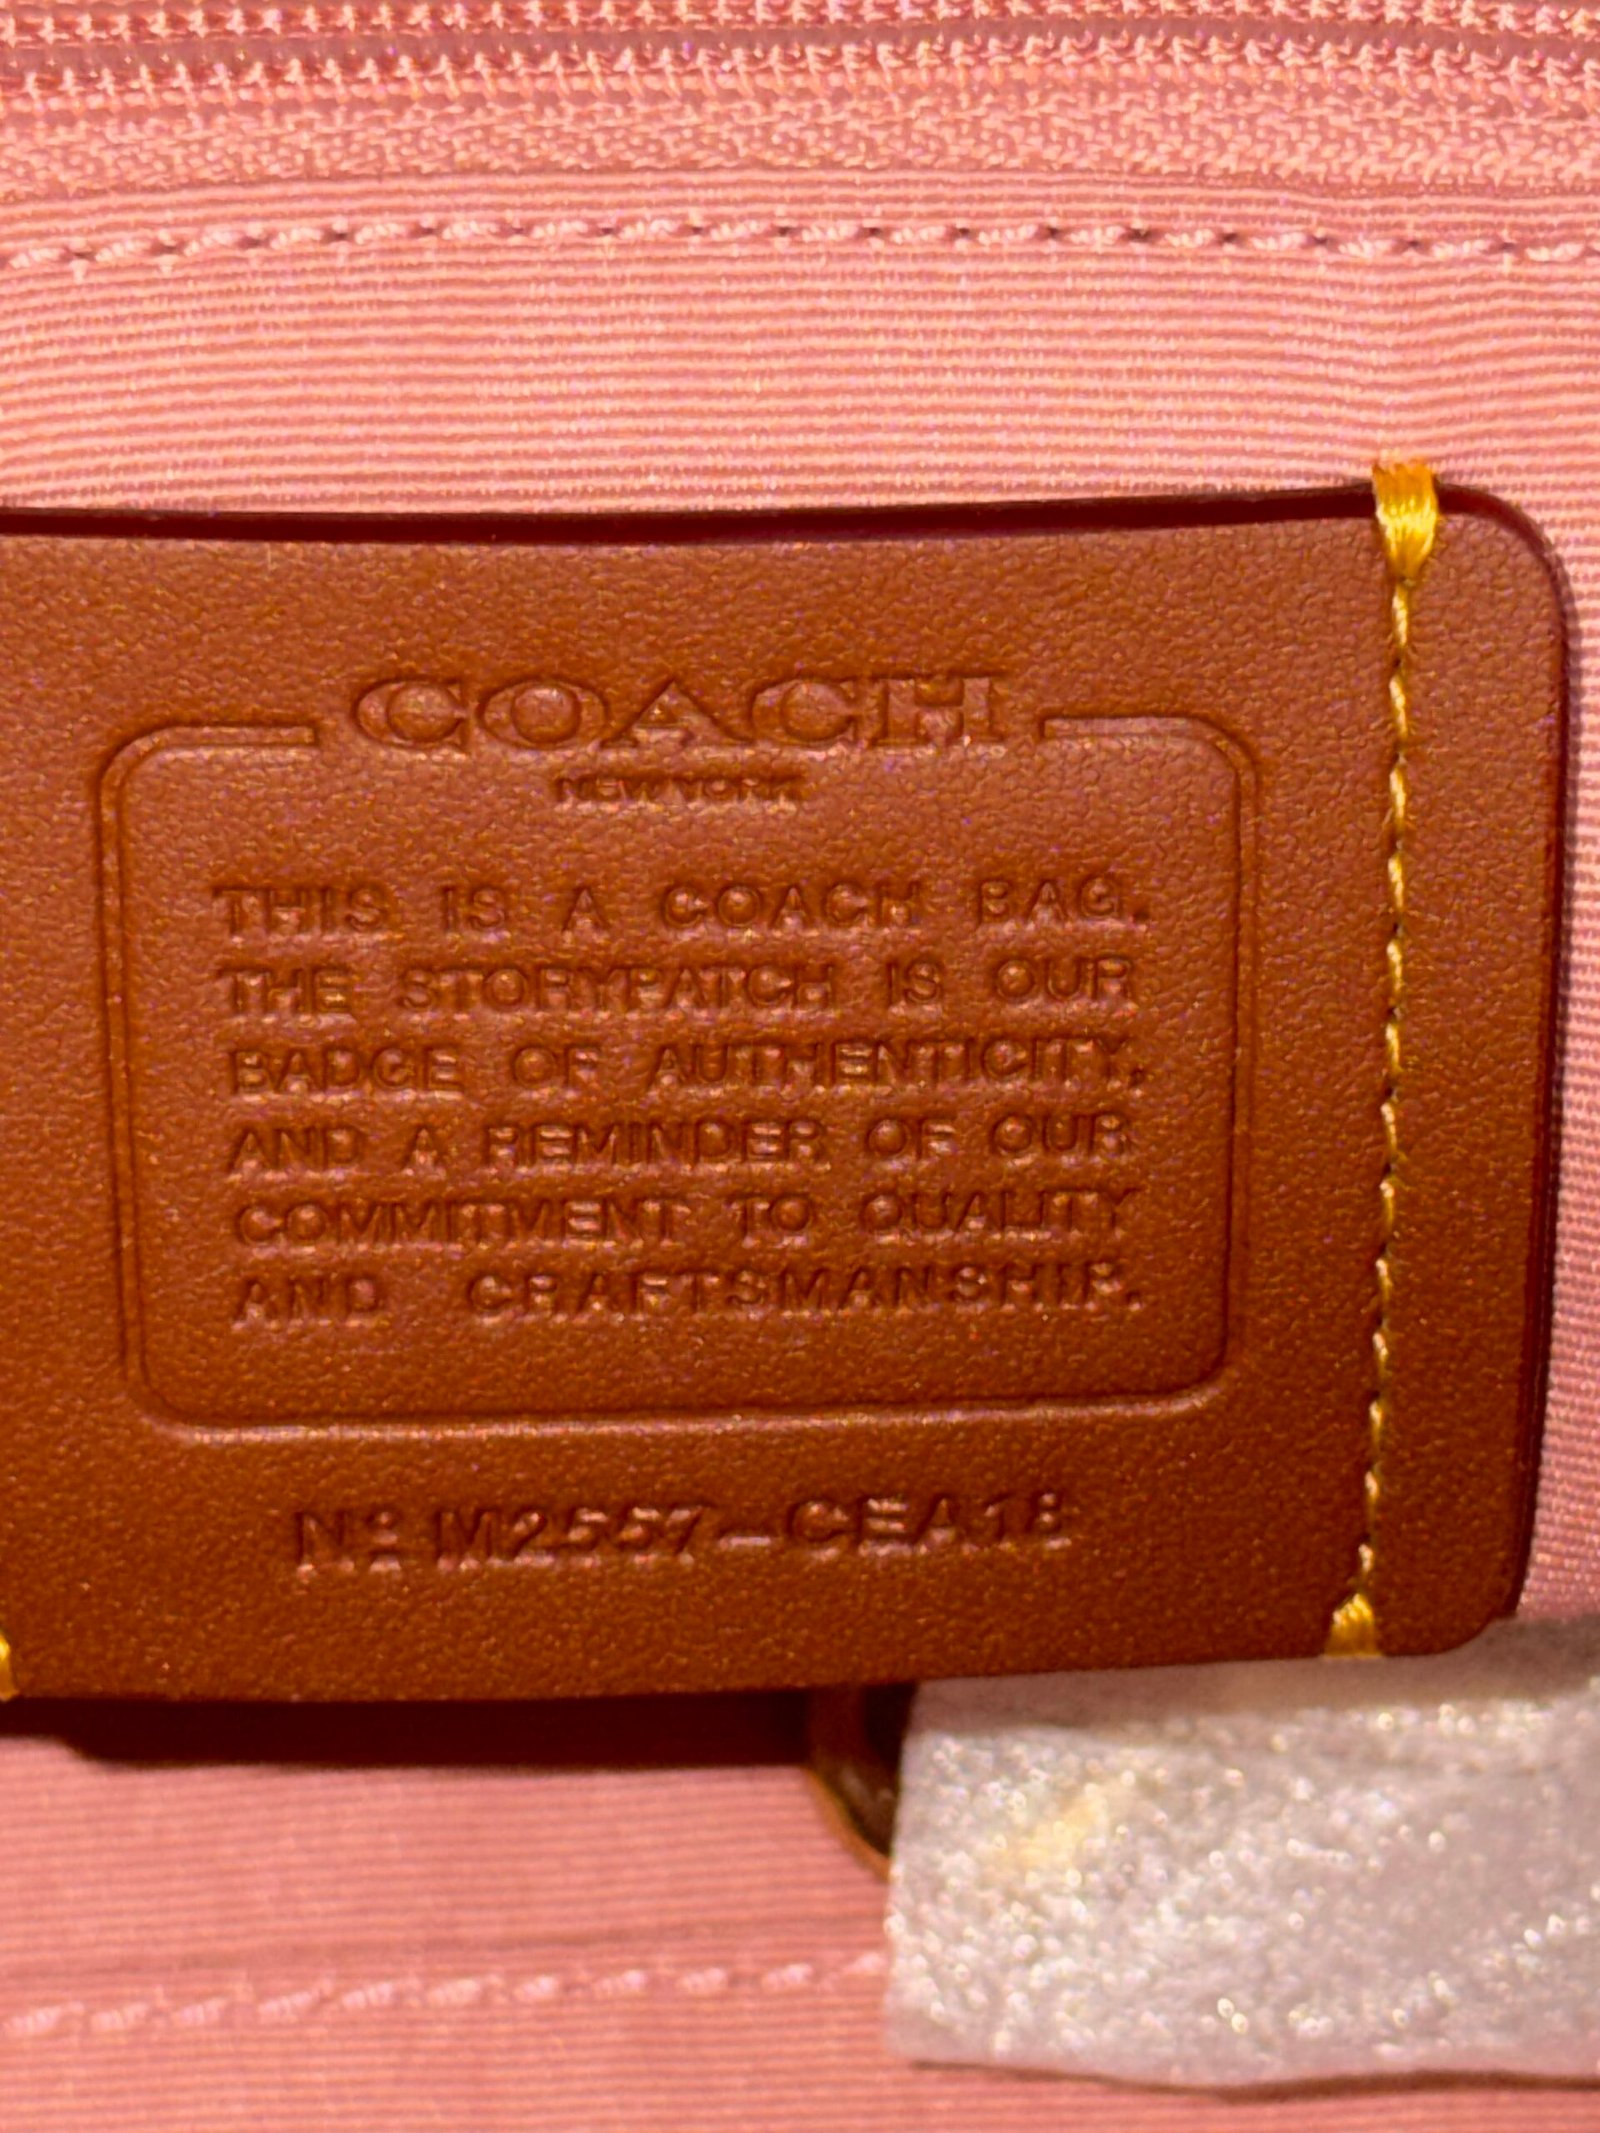 COACH
NEW YORK
THIS IS A COACH BAG.
THE STORYPATCH IS OUR
BADGE OF AUTHENTICITY,
AND A REMINDER OF OUR
COMMITMENT TO QUALITY
AND CRAFTSMANSHIP.
Nº M2557-CEA18